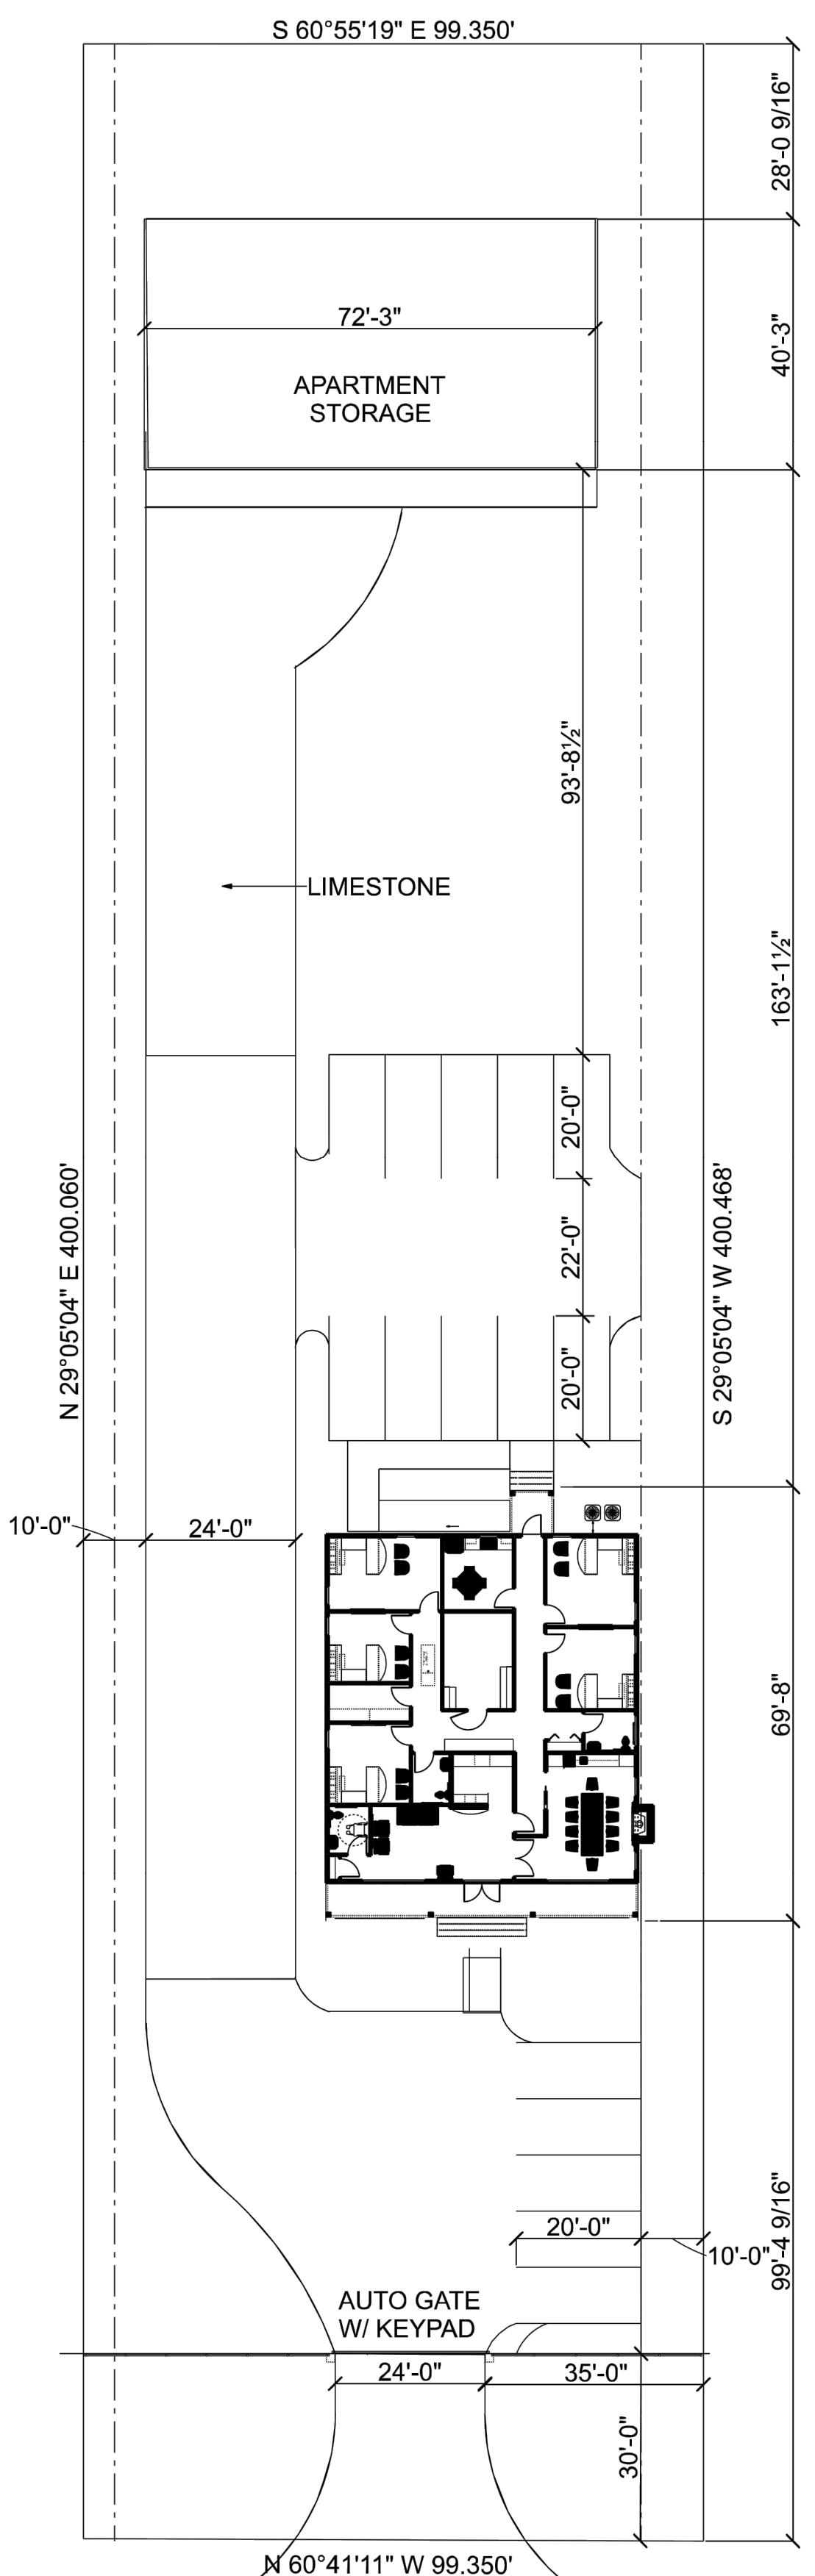 S 60°55'19" E 99.350'
28'-0 9/16"
72'-3"
40'-3"
APARTMENT
STORAGE
93'-8½"
LIMESTONE
163'-1½"
20'-0"
N 29°05'04" E 400.060'
22'-0"
S 29°05'04" W 400.468'
20'-0"
10'-0"
24'-0"
69'-8"
20'-0"
10'-0"
99'-4 9/16"
AUTO GATE
W/ KEYPAD
24'-0"
35'-0"
30'-0"
N 60°41'11" W 99.350'